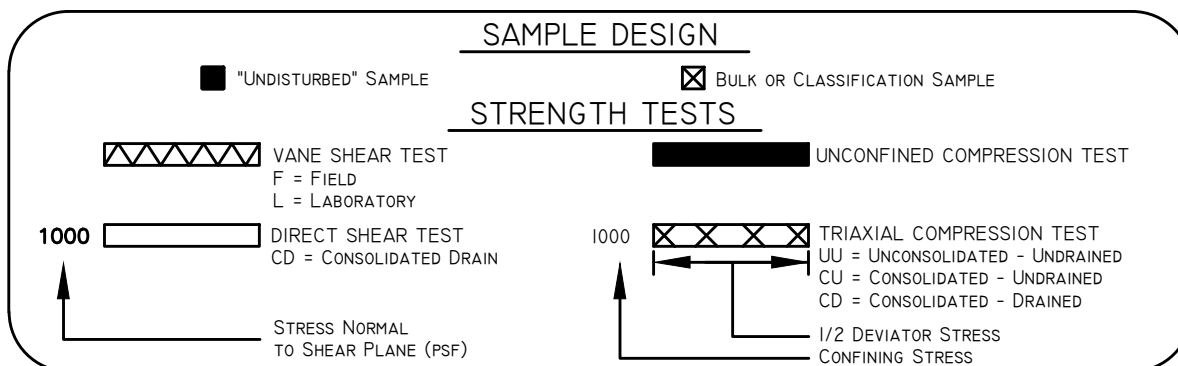 SAMPLE DESIGN
"UNDISTURBED" SAMPLE
BULK OR CLASSIFICATION SAMPLE
STRENGTH TESTS
VANE SHEAR TEST
F = FIELD
L = LABORATORY
UNCONFINED COMPRESSION TEST
1000
DIRECT SHEAR TEST
CD = CONSOLIDATED DRAIN
STRESS NORMAL
TO SHEAR PLANE (PSF)
1000
TRIAXIAL COMPRESSION TEST
UU = UNCONSOLIDATED - UNDRAINED
CU = CONSOLIDATED - UNDRAINED
CD = CONSOLIDATED - DRAINED
1/2 DEVIATOR STRESS
CONFINING STRESS